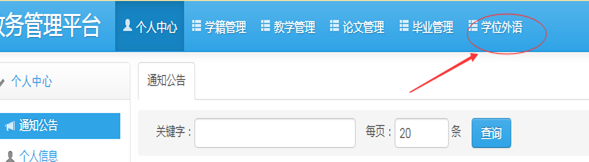 政务管理平台 个人中心 学籍管理 教学管理 论文管理 毕业管理 学位外语
个人中心 通知公告
通知公告
关键字： 每页： 20 条 查询
个人信息